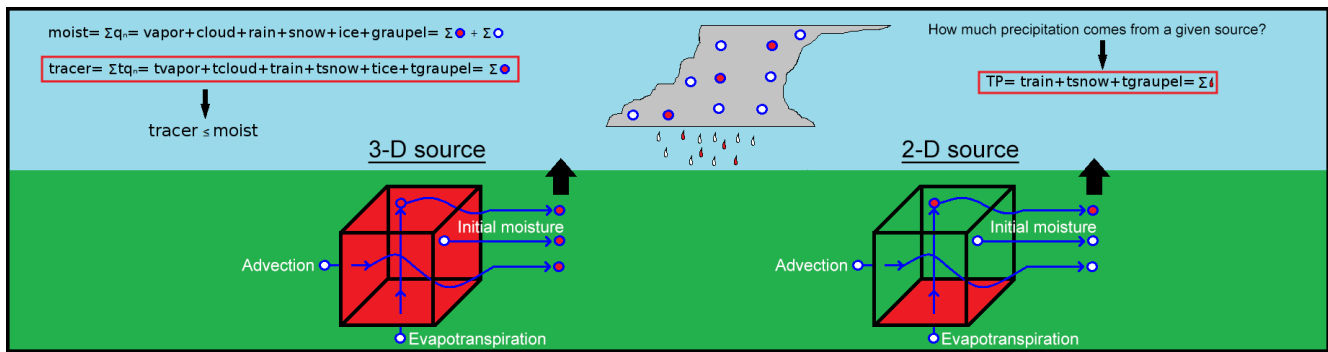 moist= Σqₙ= vapor+cloud+rain+snow+ice+graupel= Σ + Σ
tracer= Σtqₙ= tvapor+tcloud+train+tsnow+tice+tgraupel= Σ
tracer ≤ moist
How much precipitation comes from a given source?
TP= train+tsnow+tgraupel= Σ
3-D source
Initial moisture
Advection
Evapotranspiration
2-D source
Initial moisture
Advection
Evapotranspiration